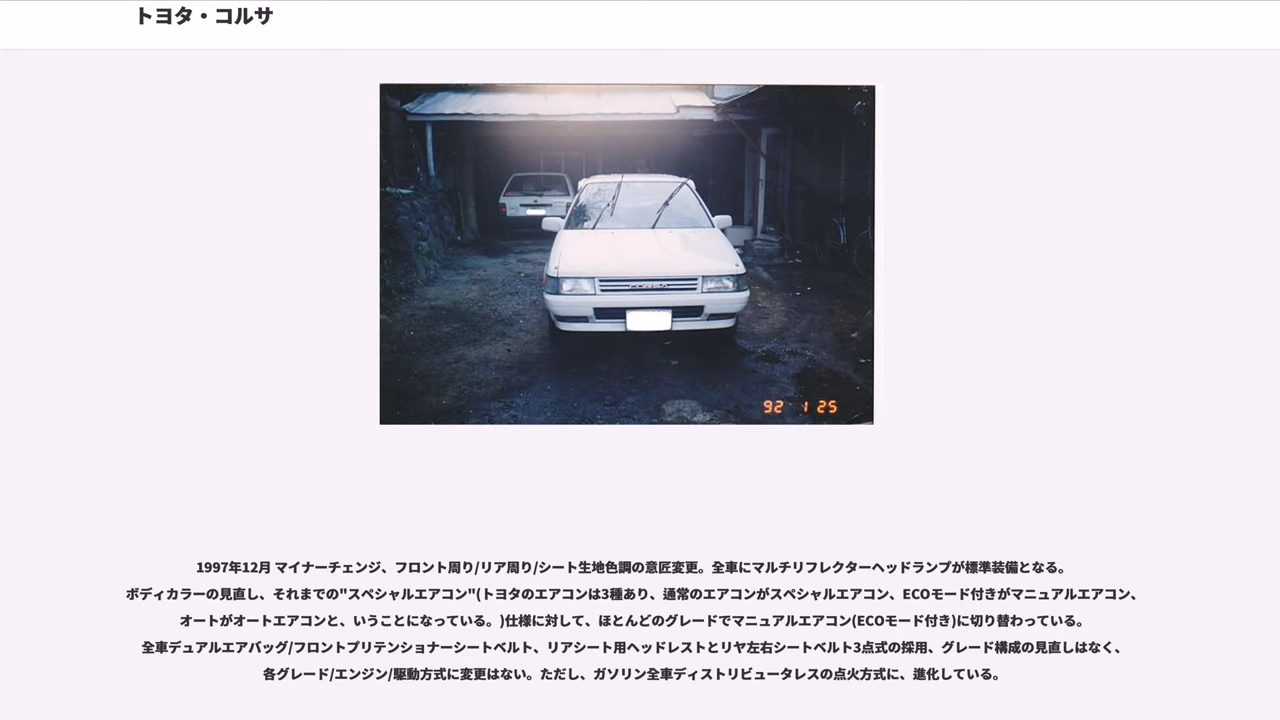 トヨタ・コルサ
92 1 25
1997年12月 マイナーチェンジ、フロント周り/リア周り/シート生地色調の意匠変更。全車にマルチリフレクターヘッドランプが標準装備となる。
ボディカラーの見直し、それまでの"スペシャルエアコン"(トヨタのエアコンは3種あり、通常のエアコンがスペシャルエアコン、ECOモード付きがマニュアルエアコン、
オートがオートエアコンと、いうことになっている。)仕様に対して、ほとんどのグレードでマニュアルエアコン(ECOモード付き)に切り替わっている。
全車デュアルエアバッグ/フロントプリテンショナーシートベルト、リアシート用ヘッドレストとリヤ左右シートベルト3点式の採用、グレード構成の見直しはなく、
各グレード/エンジン/駆動方式に変更はない。ただし、ガソリン全車ディストリビュータレスの点火方式に、進化している。